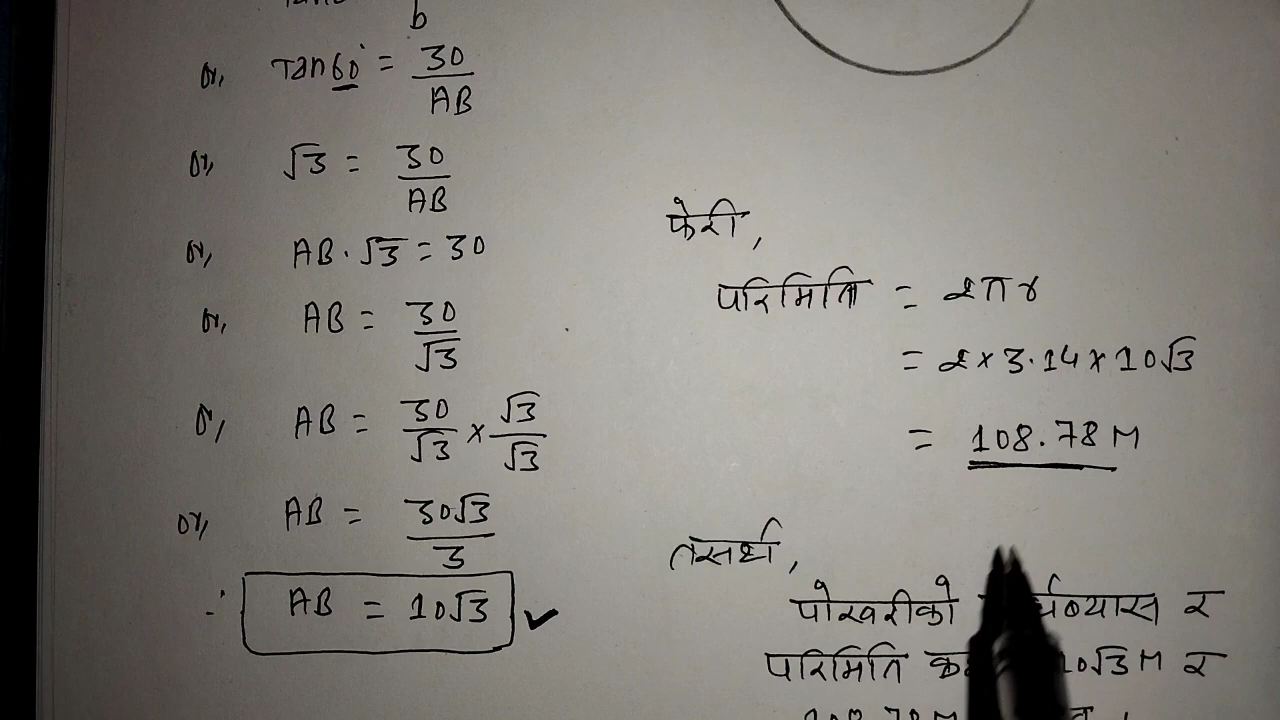 b
or, Tan60° = 30/AB
or, √3 = 30/AB
or, AB · √3 = 30
or, AB = 30/√3
or, AB = 30/√3 × √3/√3
or, AB = 30√3/3
∴ AB = 10√3 ✓
फेरी,
परिमिति = 2πr
= 2 × 3.14 × 10√3
= 108.78 M
तसर्थ,
पोखरीको र
परिमिति 10√3 M र